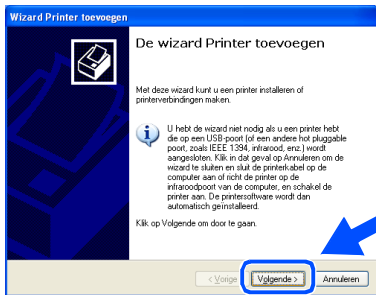 Wizard Printer toevoegen
De wizard Printer toevoegen
Met deze wizard kunt u een printer installeren of
printerverbindingen maken.
U hebt de wizard niet nodig als u een printer hebt
die op een USB-poort (of een andere hot pluggable
poort, zoals IEEE 1394, infrarood, enz.) wordt
aangesloten. Klik in dat geval op Annuleren om de
wizard te sluiten en sluit de printerkabel op de
computer aan of richt de printer op de
infraroodpoort van de computer, en schakel de
printer aan. De printersoftware wordt dan
automatisch geïnstalleerd.
Klik op Volgende om door te gaan.
< Vorige Volgende > Annuleren